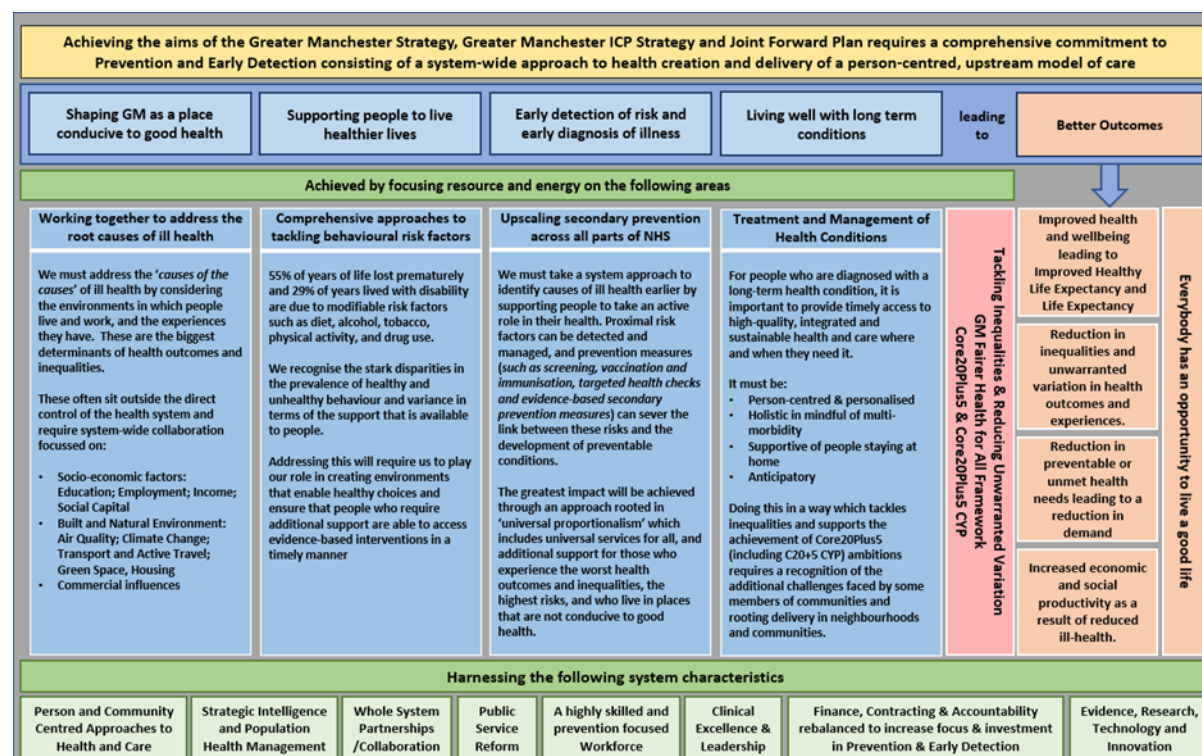 Achieving the aims of the Greater Manchester Strategy, Greater Manchester ICP Strategy and Joint Forward Plan requires a comprehensive commitment to
Prevention and Early Detection consisting of a system-wide approach to health creation and delivery of a person-centred, upstream model of care
Shaping GM as a place
conducive to good health
Supporting people to live
healthier lives
Early detection of risk and
early diagnosis of illness
Living well with long term
conditions
leading
to
Better Outcomes
Achieved by focusing resource and energy on the following areas
Working together to address the
root causes of ill health
We must address the ‘causes of the
causes’ of ill health by considering
the environments in which people
live and work, and the experiences
they have. These are the biggest
determinants of health outcomes and
inequalities.
These often sit outside the direct
control of the health system and
require system-wide collaboration
focussed on:
• Socio-economic factors:
Education; Employment; Income;
Social Capital
• Built and Natural Environment:
Air Quality; Climate Change;
Transport and Active Travel;
Green Space, Housing
• Commercial influences
Comprehensive approaches to
tackling behavioural risk factors
55% of years of life lost prematurely
and 29% of years lived with disability
are due to modifiable risk factors
such as diet, alcohol, tobacco,
physical activity, and drug use.
We recognise the stark disparities in
the prevalence of healthy and
unhealthy behaviour and variance in
terms of the support that is available
to people.
Addressing this will require us to play
our role in creating environments
that enable healthy choices and
ensure that people who require
additional support are able to access
evidence-based interventions in a
timely manner
Upscaling secondary prevention
across all parts of NHS
We must take a system approach to
identify causes of ill health earlier by
supporting people to take an active
role in their health. Proximal risk
factors can be detected and
managed, and prevention measures
(such as screening, vaccination and
immunisation, targeted health checks
and evidence-based secondary
prevention measures) can sever the
link between these risks and the
development of preventable
conditions.
The greatest impact will be achieved
through an approach rooted in
‘universal proportionalism’ which
includes universal services for all, and
additional support for those who
experience the worst health
outcomes and inequalities, the
highest risks, and who live in places
that are not conducive to good
health.
Treatment and Management of
Health Conditions
For people who are diagnosed with a
long-term health condition, it is
important to provide timely access to
high-quality, integrated and
sustainable health and care where
and when they need it.
It must be:
• Person-centred & personalised
• Holistic in mindful of multi-
morbidity
• Supportive of people staying at
home
• Anticipatory
Doing this in a way which tackles
inequalities and supports the
achievement of Core20Plus5
(including C20+5 CYP) ambitions
requires a recognition of the
additional challenges faced by some
members of communities and
rooting delivery in neighbourhoods
and communities.
Tackling Inequalities & Reducing Unwarranted Variation
GM Fairer Health for All Framework
Core20Plus5 & Core20Plus5 CYP
Improved health
and wellbeing
leading to
Improved Healthy
Life Expectancy and
Life Expectancy
Reduction in
inequalities and
unwarranted
variation in health
outcomes and
experiences.
Reduction in
preventable or
unmet health
needs leading to a
reduction in
demand
Increased economic
and social
productivity as a
result of reduced
ill-health.
Everybody has an opportunity to live a good life
Harnessing the following system characteristics
Person and Community
Centred Approaches to
Health and Care
Strategic Intelligence
and Population
Health Management
Whole System
Partnerships
/Collaboration
Public
Service
Reform
A highly skilled and
prevention focused
Workforce
Clinical
Excellence &
Leadership
Finance, Contracting & Accountability
rebalanced to increase focus & investment
in Prevention & Early Detection
Evidence, Research,
Technology and
Innovation